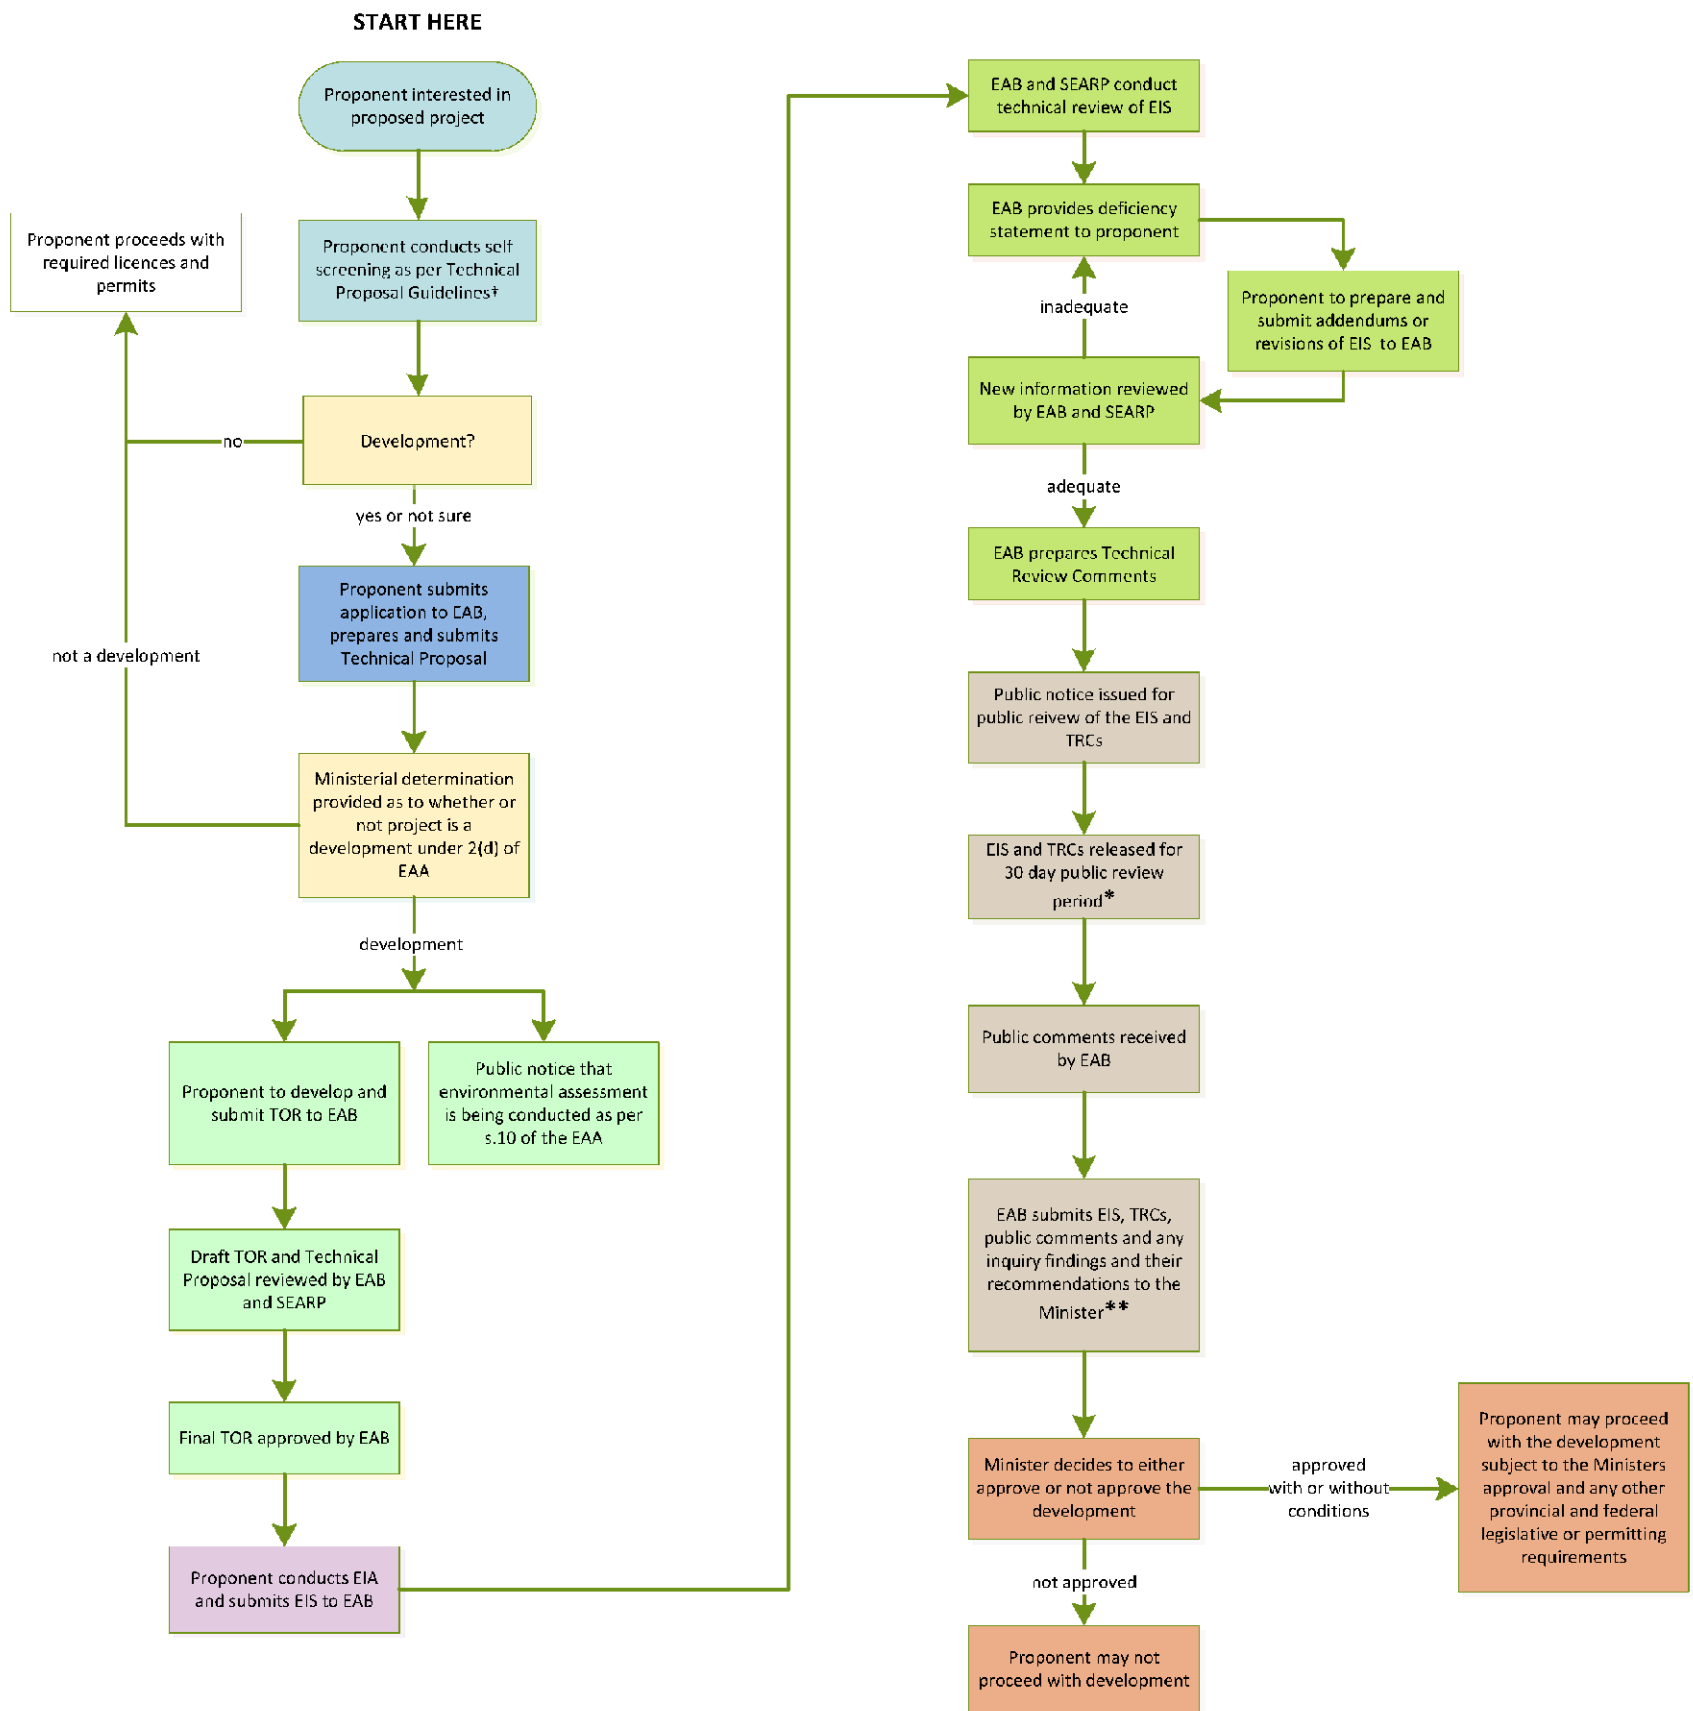 START HERE
Proponent interested in
proposed project
Proponent conducts self
screening as per Technical
Proposal Guidelines‡
Proponent proceeds with
required licences and
permits
Development?
no
yes or not sure
Proponent submits
application to EAB,
prepares and submits
Technical Proposal
not a development
Ministerial determination
provided as to whether or
not project is a
development under 2(d) of
EAA
development
Proponent to develop and
submit TOR to EAB
Public notice that
environmental assessment
is being conducted as per
s.10 of the EAA
Draft TOR and Technical
Proposal reviewed by EAB
and SEARP
Final TOR approved by EAB
Proponent conducts EIA
and submits EIS to EAB
EAB and SEARP conduct
technical review of EIS
EAB provides deficiency
statement to proponent
Proponent to prepare and
submit addendums or
revisions of EIS to EAB
inadequate
New information reviewed
by EAB and SEARP
adequate
EAB prepares Technical
Review Comments
Public notice issued for
public reivew of the EIS and
TRCs
EIS and TRCs released for
30 day public review
period*
Public comments received
by EAB
EAB submits EIS, TRCs,
public comments and any
inquiry findings and their
recommendations to the
Minister**
Minister decides to either
approve or not approve the
development
approved
with or without
conditions
Proponent may proceed
with the development
subject to the Ministers
approval and any other
provincial and federal
legislative or permitting
requirements
not approved
Proponent may not
proceed with development